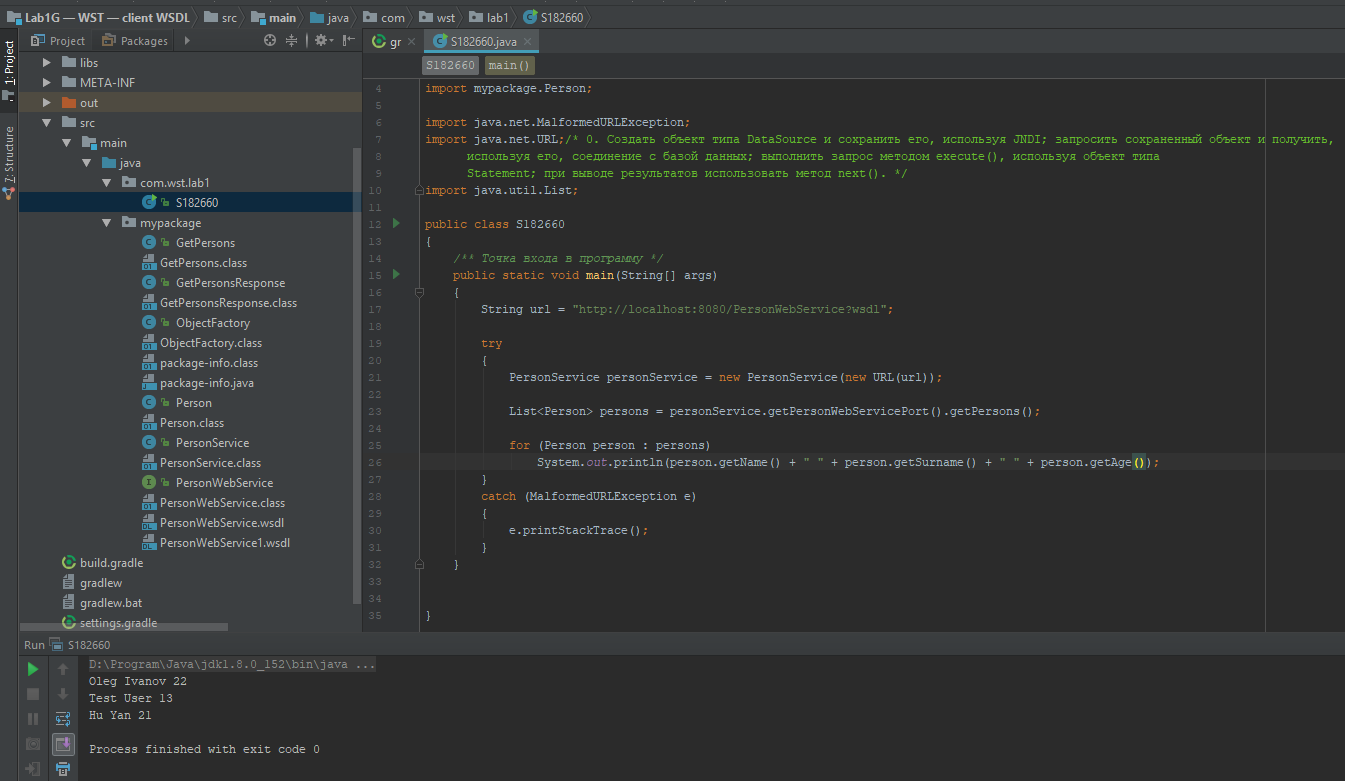 Lab1G — WST — client WSDL src main java com wst lab1 S182660
1: Project
7: Structure
Project Packages
libs
META-INF
out
src
main
java
com.wst.lab1
S182660
mypackage
GetPersons
GetPersons.class
GetPersonsResponse
GetPersonsResponse.class
ObjectFactory
ObjectFactory.class
package-info.class
package-info.java
Person
Person.class
PersonService
PersonService.class
PersonWebService
PersonWebService.class
PersonWebService.wsdl
PersonWebService1.wsdl
build.gradle
gradlew
gradlew.bat
settings.gradle
gr S182660.java
S182660 main()
4 import mypackage.Person;
5
6 import java.net.MalformedURLException;
7 import java.net.URL;/* 0. Создать объект типа DataSource и сохранить его, используя JNDI; запросить сохраненный объект и получить,
8 используя его, соединение с базой данных; выполнить запрос методом execute(), используя объект типа
9 Statement; при выводе результатов использовать метод next(). */
10 import java.util.List;
11
12 public class S182660
13 {
14 /** Точка входа в программу */
15 public static void main(String[] args)
16 {
17 String url = "http://localhost:8080/PersonWebService?wsdl";
18
19 try
20 {
21 PersonService personService = new PersonService(new URL(url));
22
23 List<Person> persons = personService.getPersonWebServicePort().getPersons();
24
25 for (Person person : persons)
26 System.out.println(person.getName() + " " + person.getSurname() + " " + person.getAge());
27 }
28 catch (MalformedURLException e)
29 {
30 e.printStackTrace();
31 }
32 }
33
34
35 }
Run S182660
D:\Program\Java\jdk1.8.0_152\bin\java ...
Oleg Ivanov 22
Test User 13
Hu Yan 21
Process finished with exit code 0